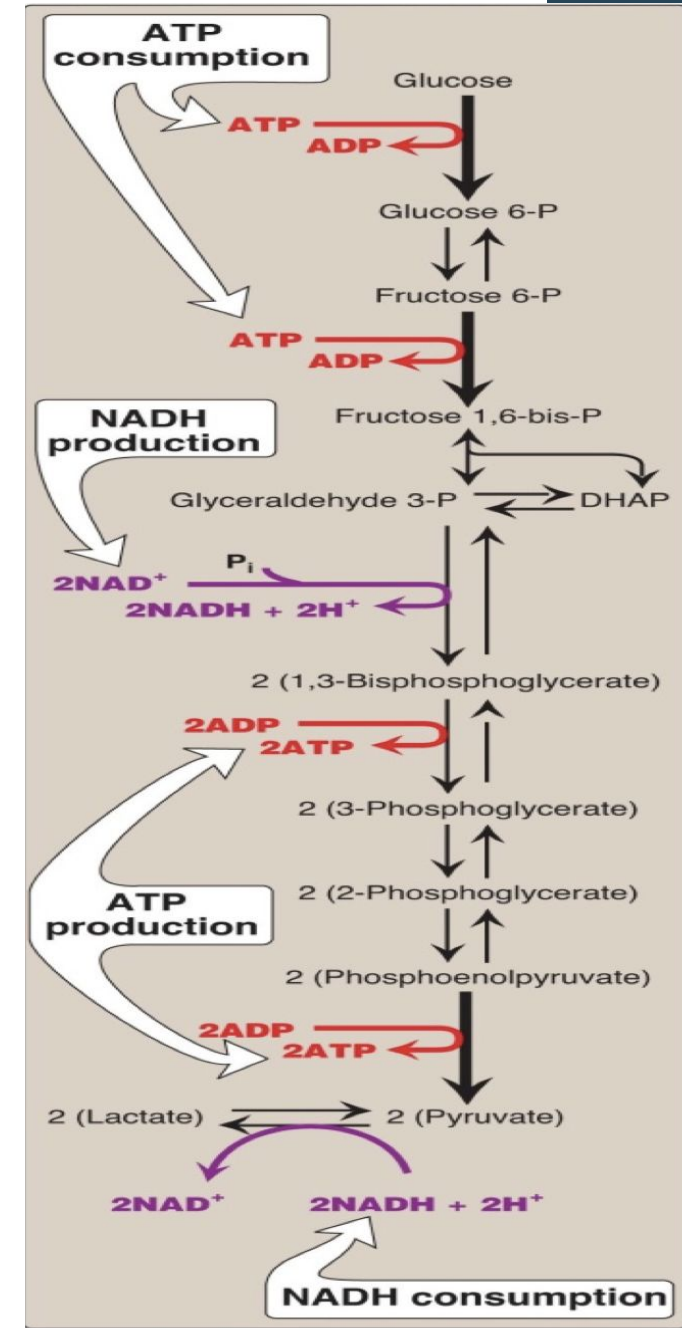 ATP
consumption
Glucose
ATP
ADP
Glucose 6-P
Fructose 6-P
ATP
ADP
NADH
production
Fructose 1,6-bis-P
Glyceraldehyde 3-P
DHAP
Pi
2NAD+
2NADH + 2H+
2 (1,3-Bisphosphoglycerate)
2ADP
2ATP
2 (3-Phosphoglycerate)
ATP
production
2 (2-Phosphoglycerate)
2 (Phosphoenolpyruvate)
2ADP
2ATP
2 (Lactate)
2 (Pyruvate)
2NAD+
2NADH + 2H+
NADH consumption